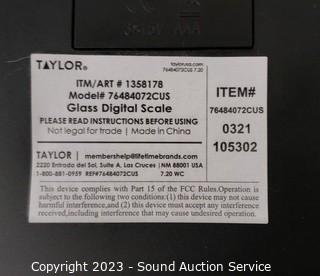 TAYLOR®
taylorusa.com
76484072CUS 7.20
ITM/ART # 1358178
Model# 76484072CUS
Glass Digital Scale
PLEASE READ INSTRUCTIONS BEFORE USING
Not legal for trade | Made in China
ITEM#
76484072CUS
0321
105302
TAYLOR | membershelp@lifetimebrands.com
2220 Entrada del Sol, Suite A, Las Cruces | NM 88001 USA
1-800-881-0959 REF#76484072CUS 7.20 WC
This device complies with Part 15 of the FCC Rules.Operation is
subject to the following two conditions:(1) this device may not cause
harmful interference,and (2) this device must accept any interference
received,including interference that may cause undesired operation.
Copyright 2023 - Sound Auction Service